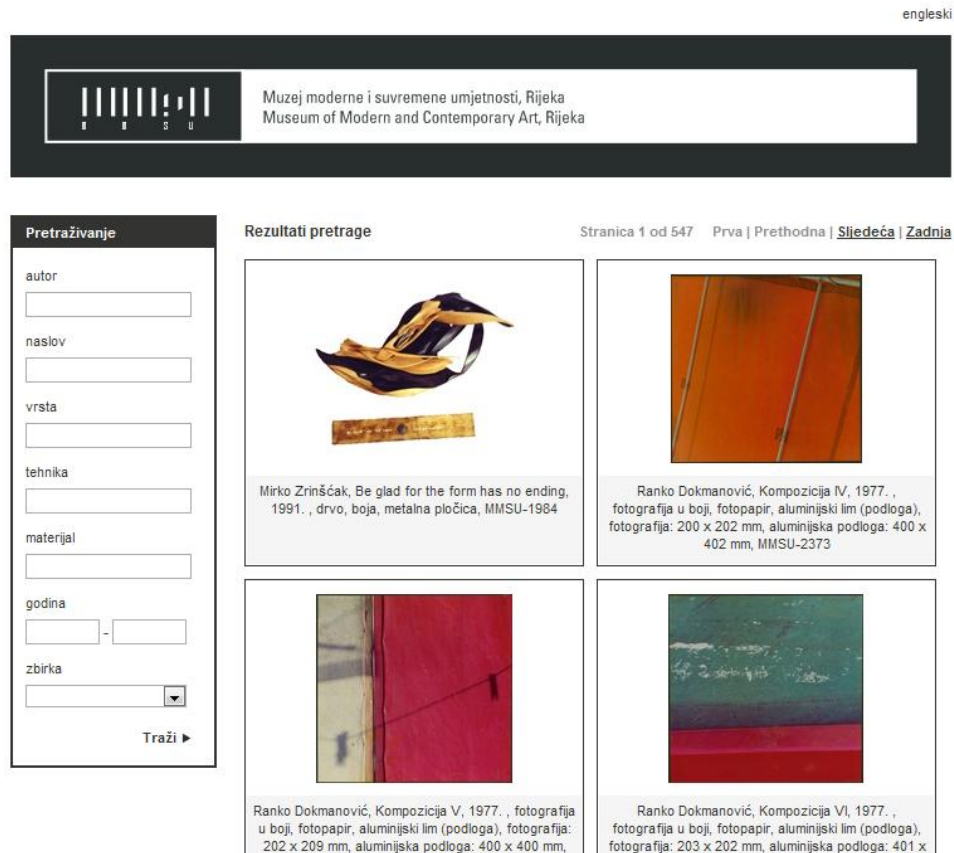 engleski
MMSU
Muzej moderne i suvremene umjetnosti, Rijeka
Museum of Modern and Contemporary Art, Rijeka
Pretraživanje
autor
naslov
vrsta
tehnika
materijal
godina
-
zbirka
Traži ►
Rezultati pretrage
Stranica 1 od 547 Prva | Prethodna | Sljedeća | Zadnja
Mirko Zrinšćak, Be glad for the form has no ending,
1991. , drvo, boja, metalna pločica, MMSU-1984
Ranko Dokmanović, Kompozicija IV, 1977. ,
fotografija u boji, fotopapir, aluminijski lim (podloga),
fotografija: 200 x 202 mm, aluminijska podloga: 400 x
402 mm, MMSU-2373
Ranko Dokmanović, Kompozicija V, 1977. , fotografija
u boji, fotopapir, aluminijski lim (podloga), fotografija:
202 x 209 mm, aluminijska podloga: 400 x 400 mm,
Ranko Dokmanović, Kompozicija VI, 1977. ,
fotografija u boji, fotopapir, aluminijski lim (podloga),
fotografija: 203 x 202 mm, aluminijska podloga: 401 x